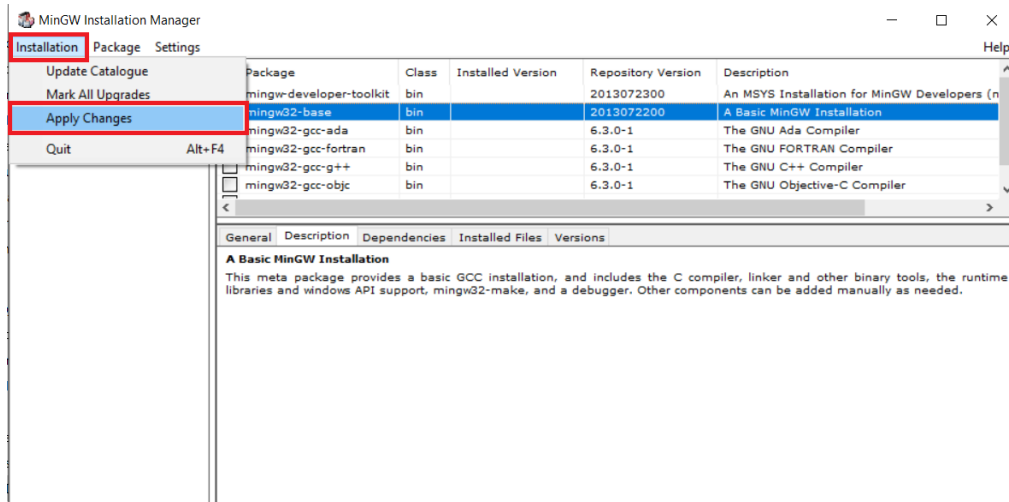 MinGW Installation Manager
Installation Package Settings Help
Update Catalogue
Mark All Upgrades
Apply Changes
Quit Alt+F4
Package Class Installed Version Repository Version Description
mingw-developer-toolkit bin 2013072300 An MSYS Installation for MinGW Developers (n
mingw32-base bin 2013072200 A Basic MinGW Installation
mingw32-gcc-ada bin 6.3.0-1 The GNU Ada Compiler
mingw32-gcc-fortran bin 6.3.0-1 The GNU FORTRAN Compiler
mingw32-gcc-g++ bin 6.3.0-1 The GNU C++ Compiler
mingw32-gcc-objc bin 6.3.0-1 The GNU Objective-C Compiler
General Description Dependencies Installed Files Versions
A Basic MinGW Installation
This meta package provides a basic GCC installation, and includes the C compiler, linker and other binary tools, the runtime
libraries and windows API support, mingw32-make, and a debugger. Other components can be added manually as needed.